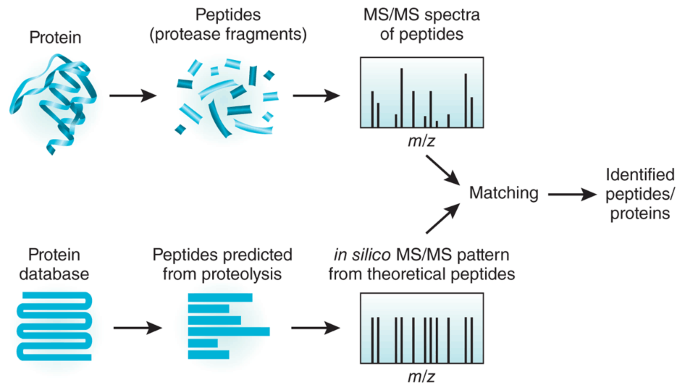 Protein
Peptides
(protease fragments)
MS/MS spectra
of peptides
m/z
Matching
Identified
peptides/
proteins
Protein
database
Peptides predicted
from proteolysis
in silico MS/MS pattern
from theoretical peptides
m/z